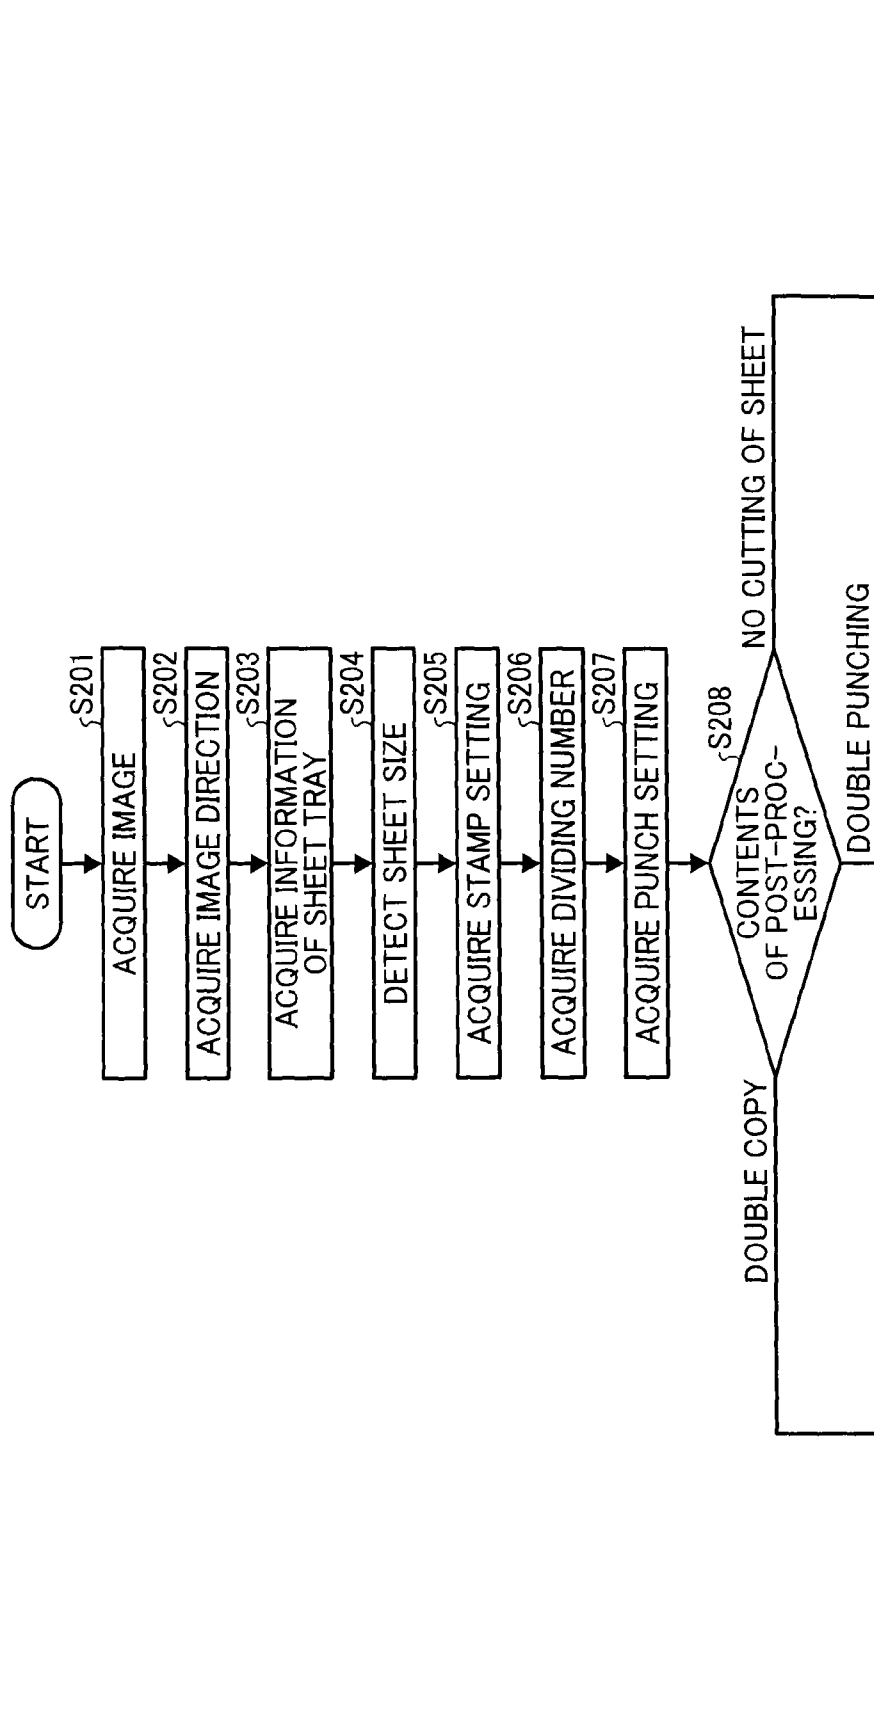 START
S201
ACQUIRE IMAGE
S202
ACQUIRE IMAGE DIRECTION
S203
ACQUIRE INFORMATION
OF SHEET TRAY
S204
DETECT SHEET SIZE
S205
ACQUIRE STAMP SETTING
S206
ACQUIRE DIVIDING NUMBER
S207
ACQUIRE PUNCH SETTING
S208
CONTENTS
OF POST-PROC-
ESSING?
DOUBLE COPY
NO CUTTING OF SHEET
DOUBLE PUNCHING